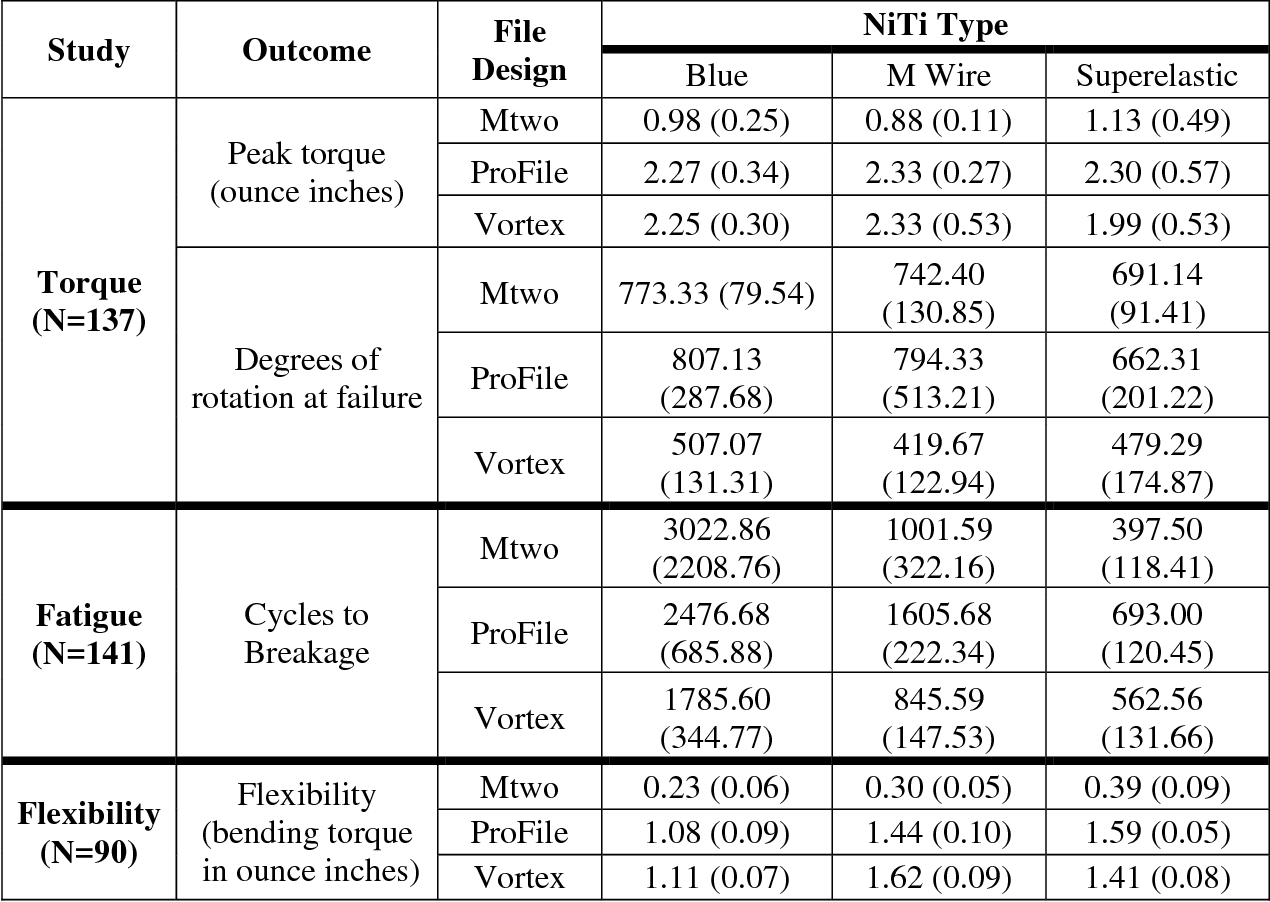 Study Outcome File Design NiTi Type
Blue M Wire Superelastic
Torque (N=137) Peak torque (ounce inches) Mtwo 0.98 (0.25) 0.88 (0.11) 1.13 (0.49)
ProFile 2.27 (0.34) 2.33 (0.27) 2.30 (0.57)
Vortex 2.25 (0.30) 2.33 (0.53) 1.99 (0.53)
Degrees of rotation at failure Mtwo 773.33 (79.54) 742.40 (130.85) 691.14 (91.41)
ProFile 807.13 (287.68) 794.33 (513.21) 662.31 (201.22)
Vortex 507.07 (131.31) 419.67 (122.94) 479.29 (174.87)
Fatigue (N=141) Cycles to Breakage Mtwo 3022.86 (2208.76) 1001.59 (322.16) 397.50 (118.41)
ProFile 2476.68 (685.88) 1605.68 (222.34) 693.00 (120.45)
Vortex 1785.60 (344.77) 845.59 (147.53) 562.56 (131.66)
Flexibility (N=90) Flexibility (bending torque in ounce inches) Mtwo 0.23 (0.06) 0.30 (0.05) 0.39 (0.09)
ProFile 1.08 (0.09) 1.44 (0.10) 1.59 (0.05)
Vortex 1.11 (0.07) 1.62 (0.09) 1.41 (0.08)